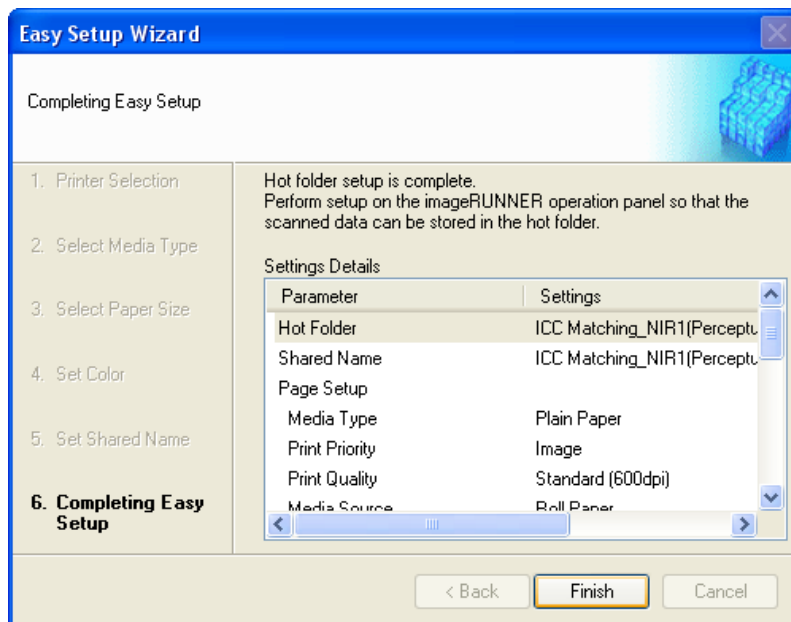 Easy Setup Wizard
Completing Easy Setup
1. Printer Selection
2. Select Media Type
3. Select Paper Size
4. Set Color
5. Set Shared Name
6. Completing Easy
Setup
Hot folder setup is complete.
Perform setup on the imageRUNNER operation panel so that the
scanned data can be stored in the hot folder.
Settings Details
Parameter Settings
Hot Folder ICC Matching_NIR1(Perceptu
Shared Name ICC Matching_NIR1(Perceptu
Page Setup
Media Type Plain Paper
Print Priority Image
Print Quality Standard (600dpi)
Media Source Roll Paper
< Back Finish Cancel